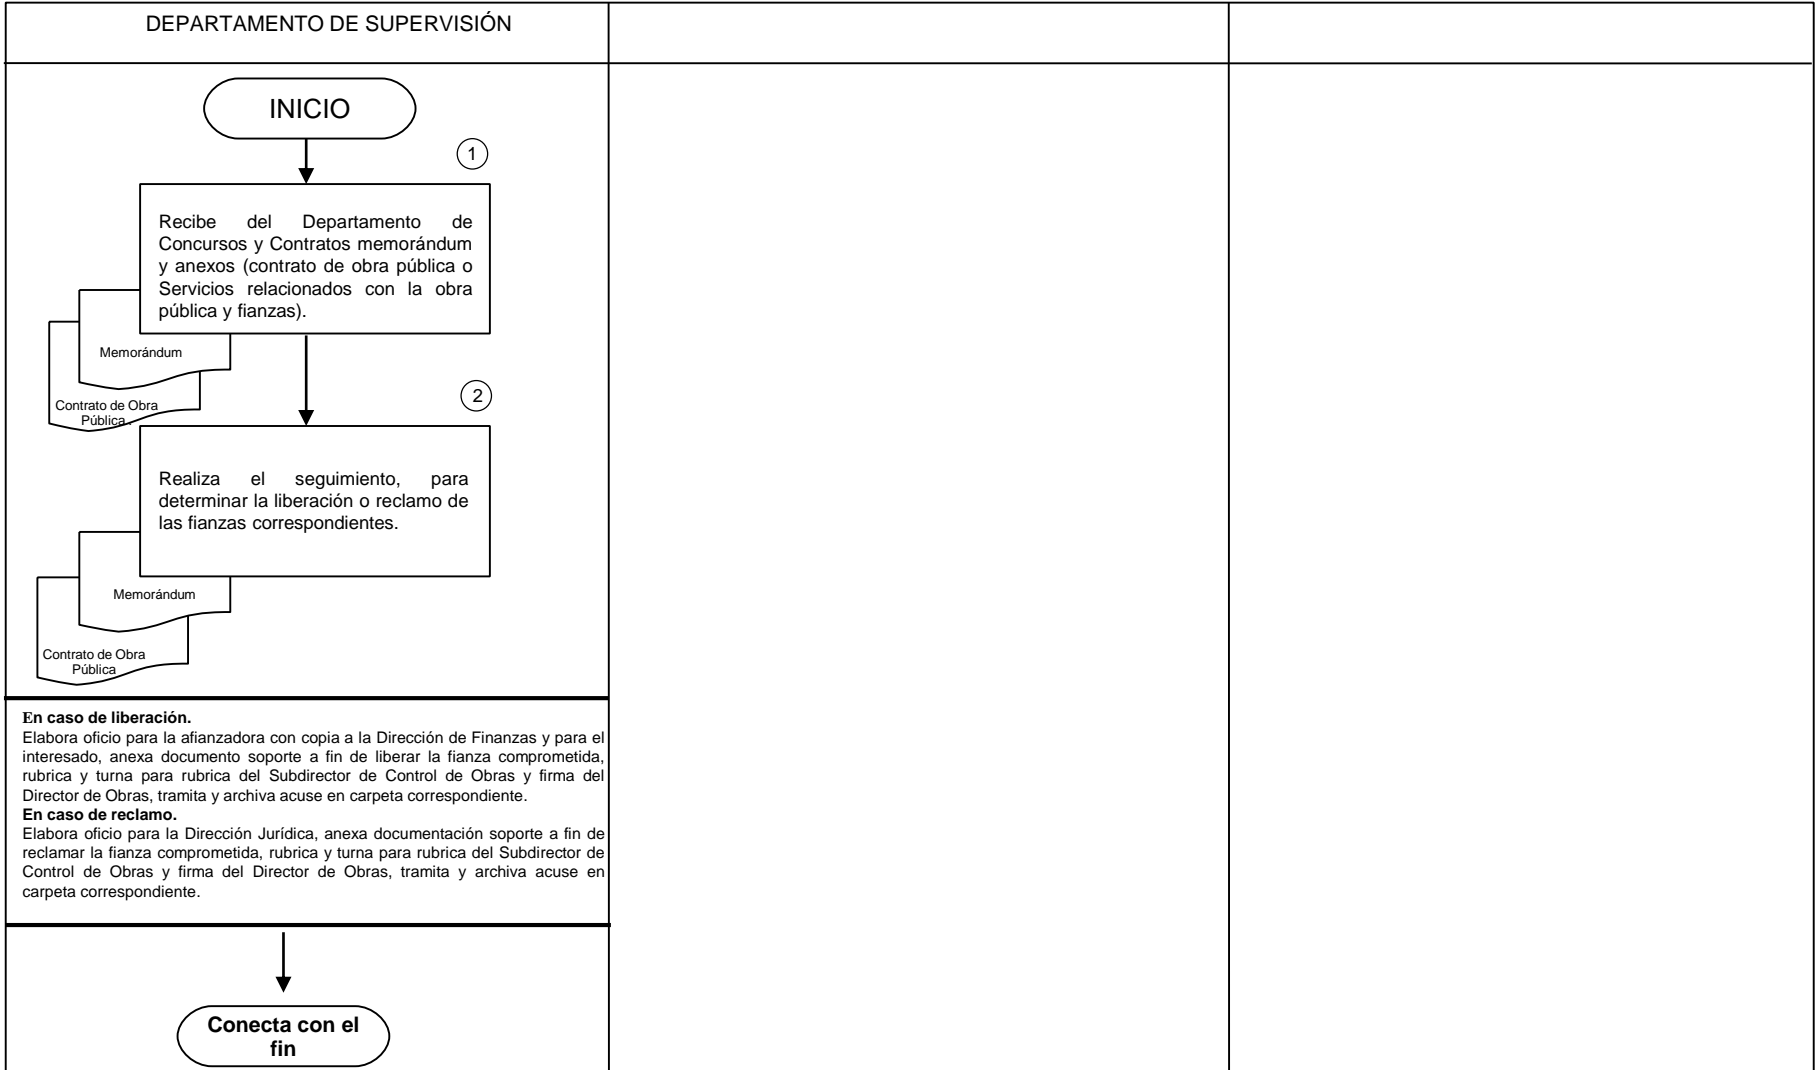 DEPARTAMENTO DE SUPERVISIÓN
INICIO
1
Recibe del Departamento de
Concursos y Contratos memorándum
y anexos (contrato de obra pública o
Servicios relacionados con la obra
pública y fianzas).
Memorándum
Contrato de Obra
Pública .
2
Realiza el seguimiento, para
determinar la liberación o reclamo de
las fianzas correspondientes.
Memorándum
Contrato de Obra
Pública
En caso de liberación.
Elabora oficio para la afianzadora con copia a la Dirección de Finanzas y para el
interesado, anexa documento soporte a fin de liberar la fianza comprometida,
rubrica y turna para rubrica del Subdirector de Control de Obras y firma del
Director de Obras, tramita y archiva acuse en carpeta correspondiente.
En caso de reclamo.
Elabora oficio para la Dirección Jurídica, anexa documentación soporte a fin de
reclamar la fianza comprometida, rubrica y turna para rubrica del Subdirector de
Control de Obras y firma del Director de Obras, tramita y archiva acuse en
carpeta correspondiente.
Conecta con el
fin